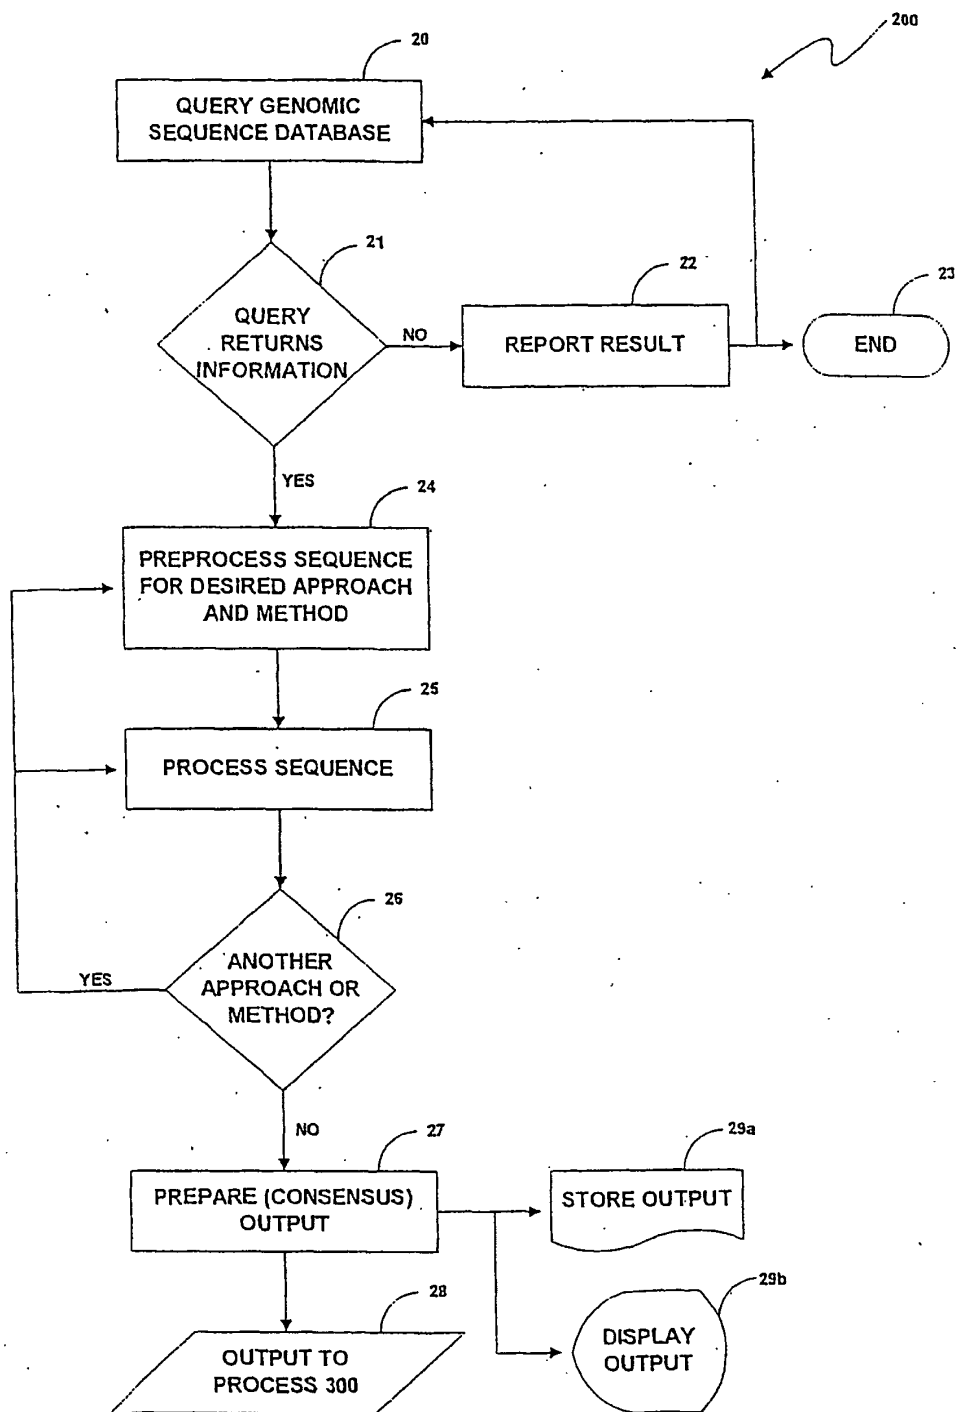 200
20
QUERY GENOMIC
SEQUENCE DATABASE
21
QUERY
RETURNS
INFORMATION
NO
22
REPORT RESULT
23
END
YES
24
PREPROCESS SEQUENCE
FOR DESIRED APPROACH
AND METHOD
25
PROCESS SEQUENCE
26
ANOTHER
APPROACH OR
METHOD?
YES
NO
27
PREPARE (CONSENSUS)
OUTPUT
29a
STORE OUTPUT
28
OUTPUT TO
PROCESS 300
29b
DISPLAY
OUTPUT